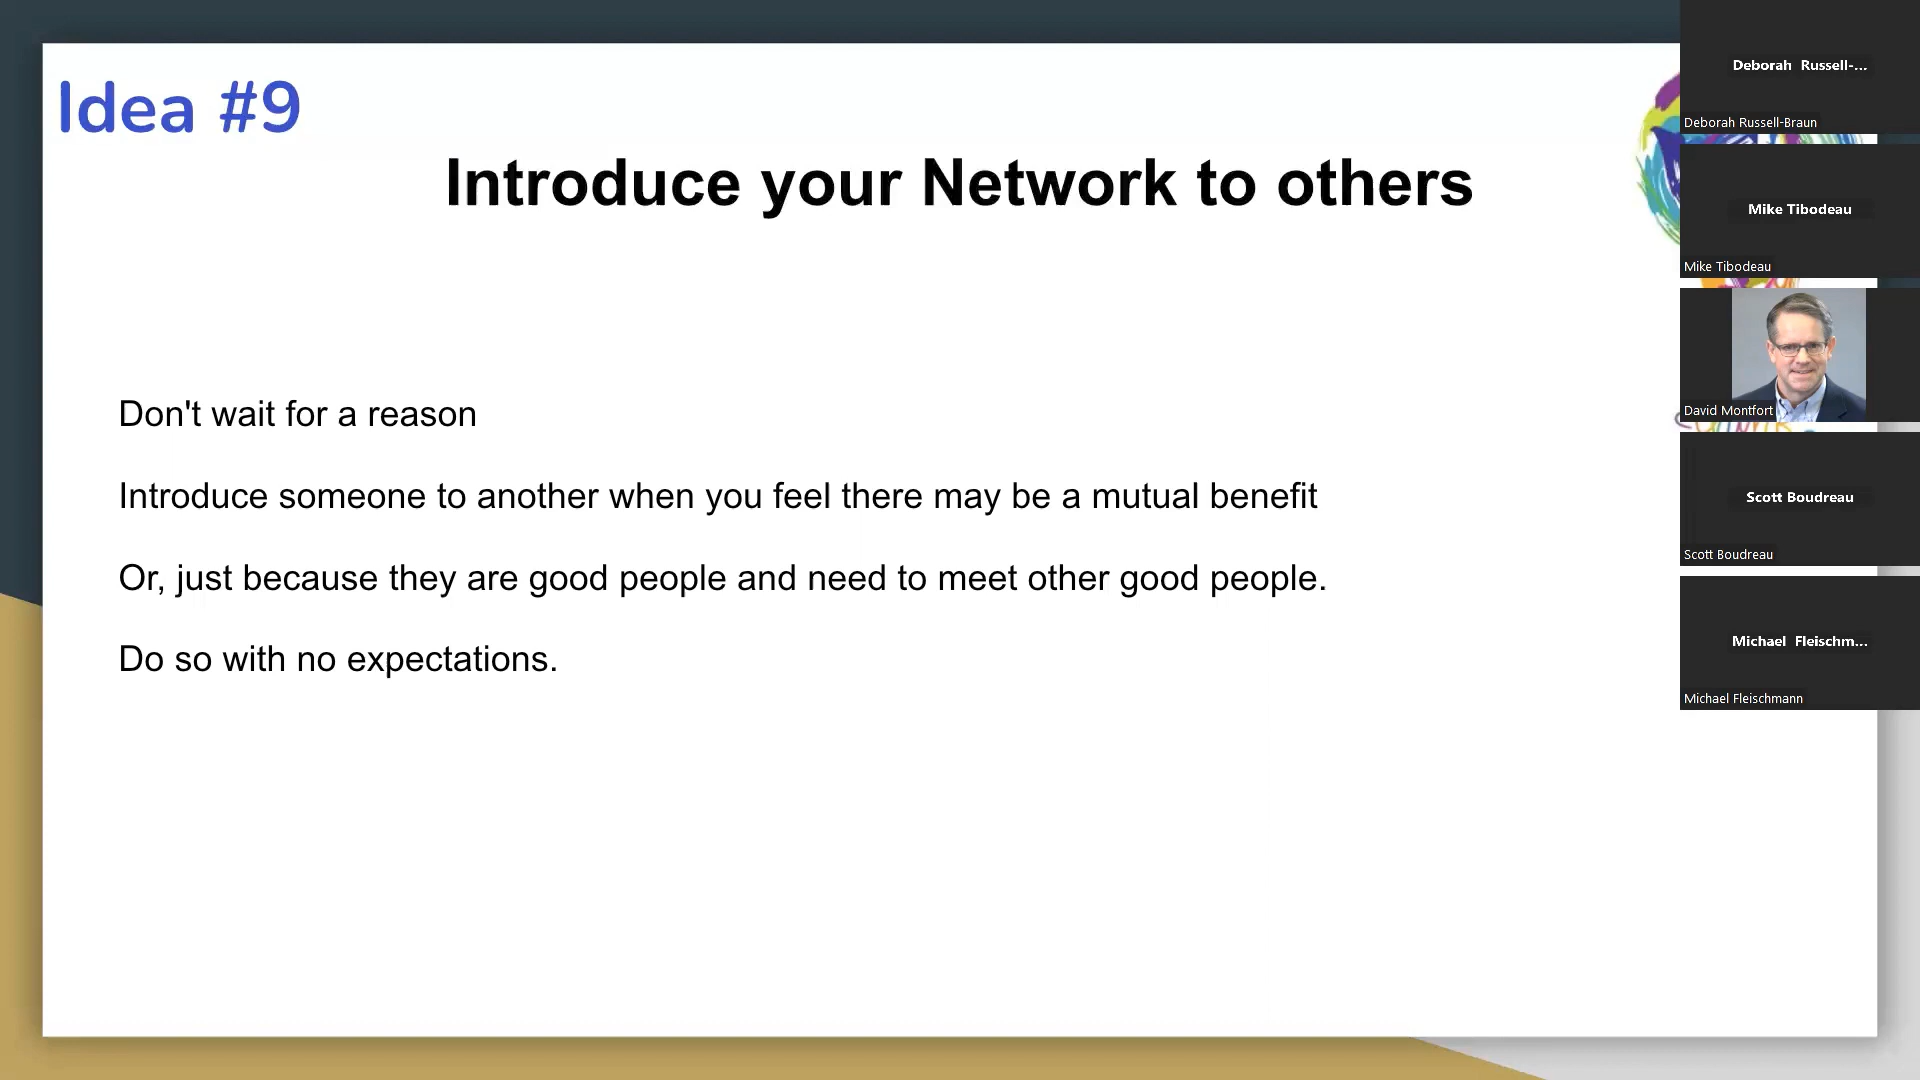 Idea #9
Introduce your Network to others
Don't wait for a reason
Introduce someone to another when you feel there may be a mutual benefit
Or, just because they are good people and need to meet other good people.
Do so with no expectations.
Deborah Russell-...
Deborah Russell-Braun
Mike Tibodeau
Mike Tibodeau
David Montfort
Scott Boudreau
Scott Boudreau
Michael Fleischm...
Michael Fleischmann